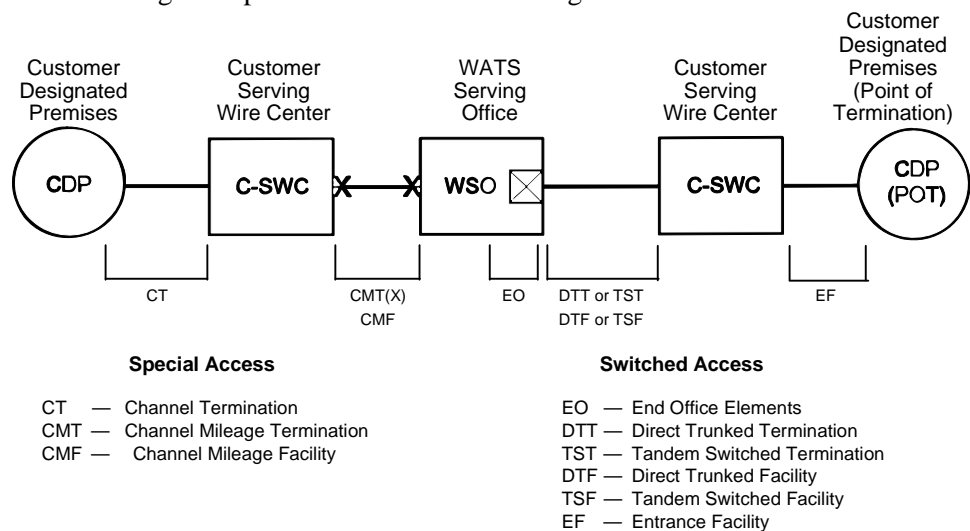 Customer
Designated
Premises
Customer
Serving
Wire Center
WATS
Serving
Office
Customer
Serving
Wire Center
Customer
Designated
Premises
(Point of
Termination)
CDP
C-SWC
X
X
WSO
C-SWC
CDP
(POT)
CT
CMT(X)
CMF
EO
DTT or TST
DTF or TSF
EF
Special Access
CT — Channel Termination
CMT — Channel Mileage Termination
CMF — Channel Mileage Facility
Switched Access
EO — End Office Elements
DTT — Direct Trunked Termination
TST — Tandem Switched Termination
DTF — Direct Trunked Facility
TSF — Tandem Switched Facility
EF — Entrance Facility